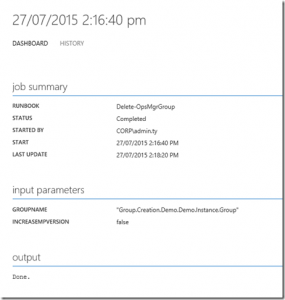 27/07/2015 2:16:40 pm
DASHBOARD HISTORY
job summary
RUNBOOK Delete-OpsMgrGroup
STATUS Completed
STARTED BY CORP\admin.ty
START 27/07/2015 2:16:40 PM
LAST UPDATE 27/07/2015 2:18:20 PM
input parameters
GROUPNAME "Group.Creation.Demo.Demo.Instance.Group"
INCREASEMPVERSION false
output
Done.